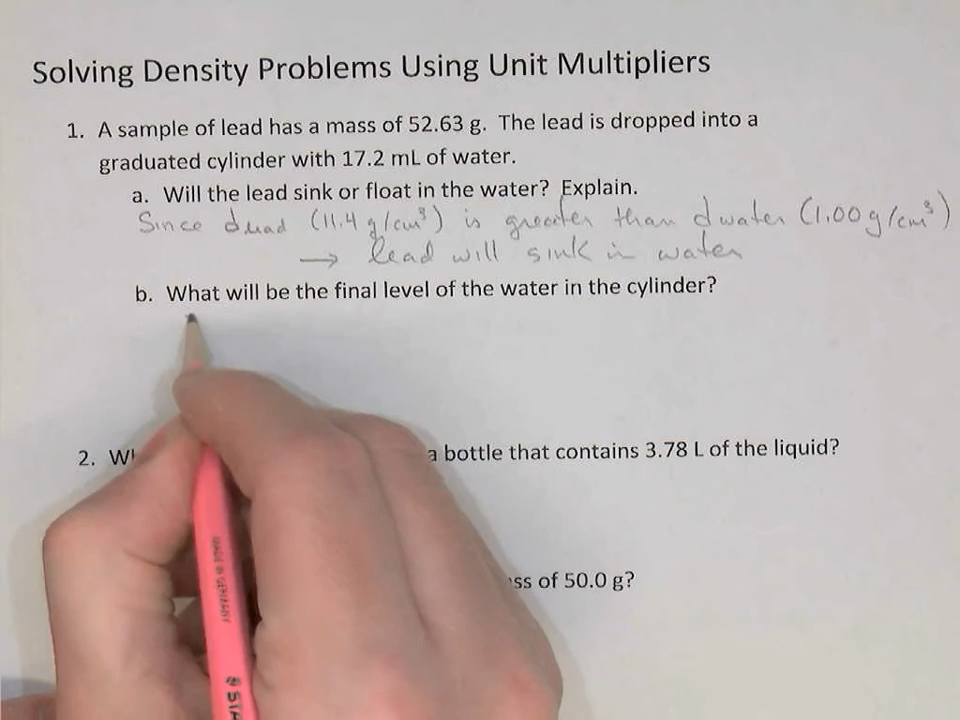 Solving Density Problems Using Unit Multipliers
1. A sample of lead has a mass of 52.63 g. The lead is dropped into a
graduated cylinder with 17.2 mL of water.
a. Will the lead sink or float in the water? Explain.
Since dlead (11.4 g/cm³) is greater than dwater (1.00 g/cm³)
→ lead will sink in water
b. What will be the final level of the water in the cylinder?
2. a bottle that contains 3.78 L of the liquid?
of 50.0 g?
MADE IN GERMANY